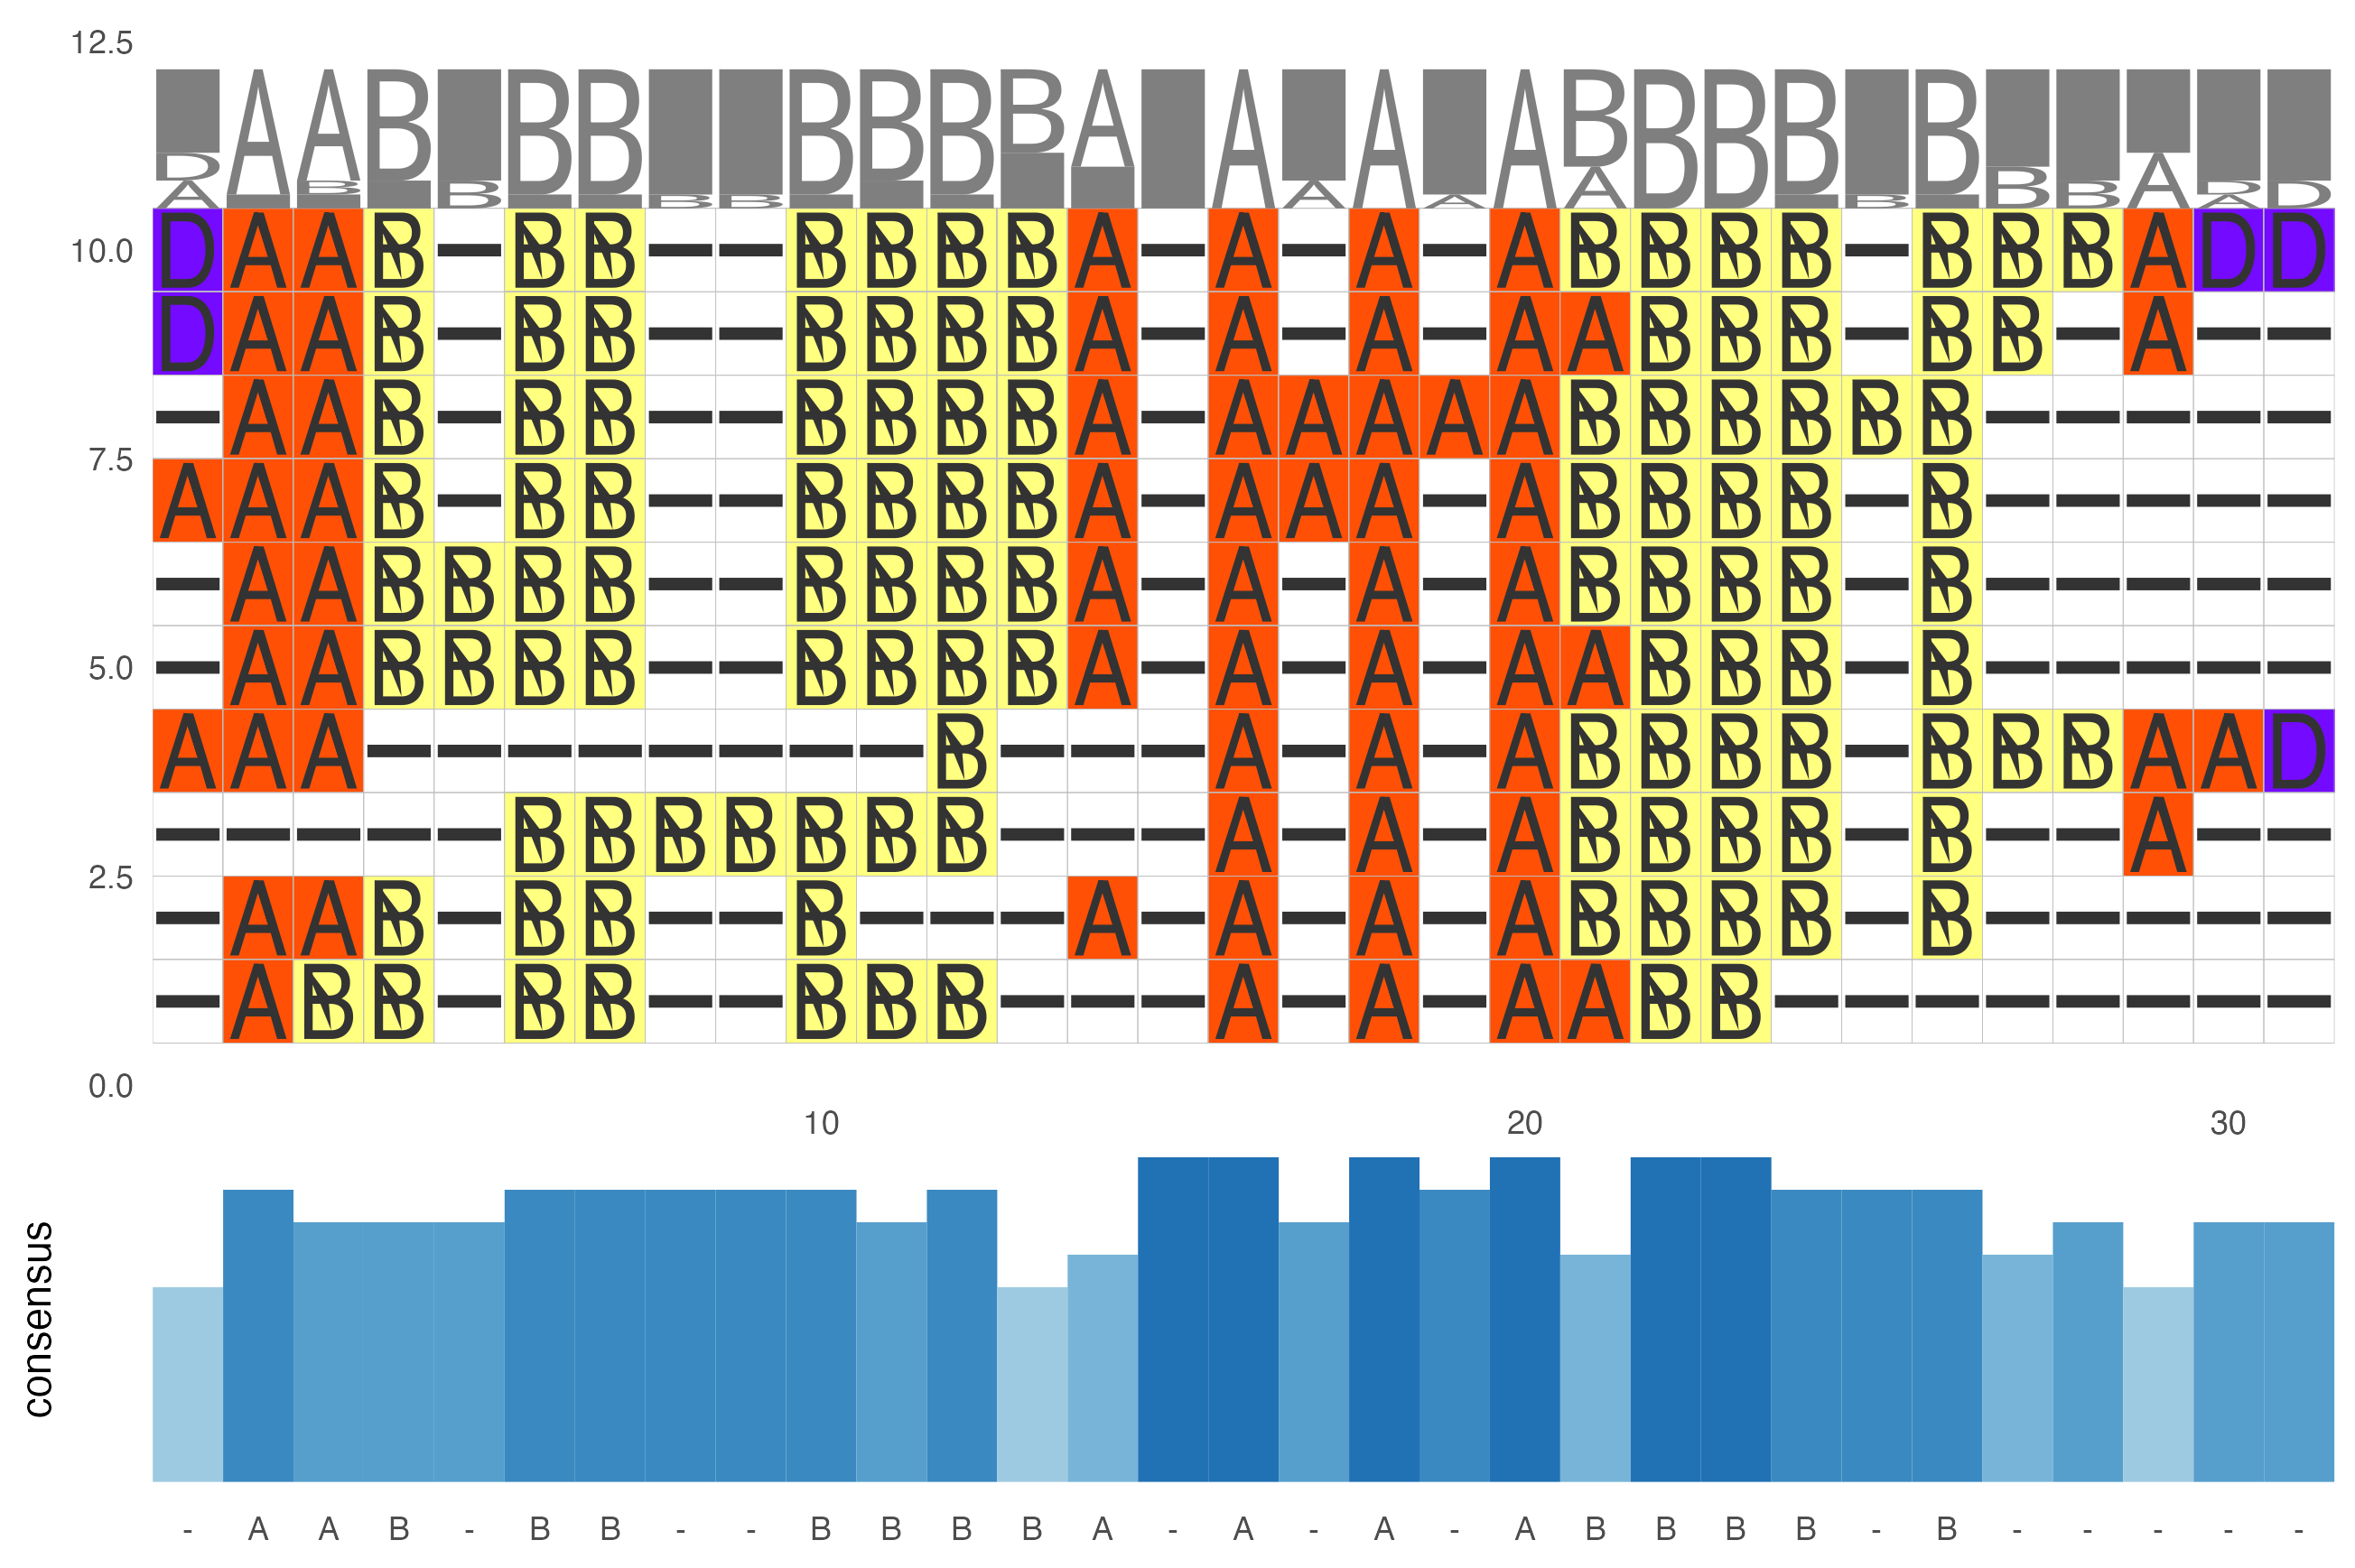 12.5
A A B B B B B B B A A A A B B B B B
D B B B B A A A B B B A D D
A A
10.0 D A A B - B B - - B B B B A - A - A - A B B B B - B B B A D D
D A A B - B B - - B B B B A - A - A - A A B B B - B B - A - -
- A A B - B B - - B B B B A - A A A A A B B B B B B - - - - -
7.5
A A A B - B B - - B B B B A - A A A - A B B B B - B - - - - -
- A A B B B B - - B B B B A - A - A - A B B B B - B - - - - -
5.0 - A A B B B B - - B B B B A - A - A - A A B B B - B - - - - -
A A A - - - - - - - - B - - - A - A - A B B B B - B B B A A D
- - - - - B B B B B B B - - - A - A - A B B B B - B - - A - -
2.5
- A A B - B B - - B - - - A - A - A - A B B B B - B - - - - -
- A B B - B B - - B B B - - - A - A - A A B B - - - - - - - -
0.0
10 20 30
consensus
- A A B - B B - - B B B B A - A - A - A B B B B - B - - - - -